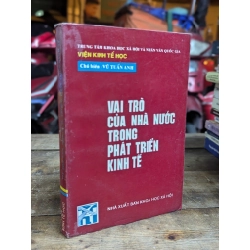 TRUNG TÂM KHOA HỌC XÃ HỘI VÀ NHÂN VĂN QUỐC GIA
VIỆN KINH TẾ HỌC
Chủ biên: VŨ TUẤN ANH
VAI TRÒ
CỦA NHÀ NƯỚC
TRONG
PHÁT TRIỂN
KINH TẾ
NHÀ XUẤT BẢN KHOA HỌC XÃ HỘI